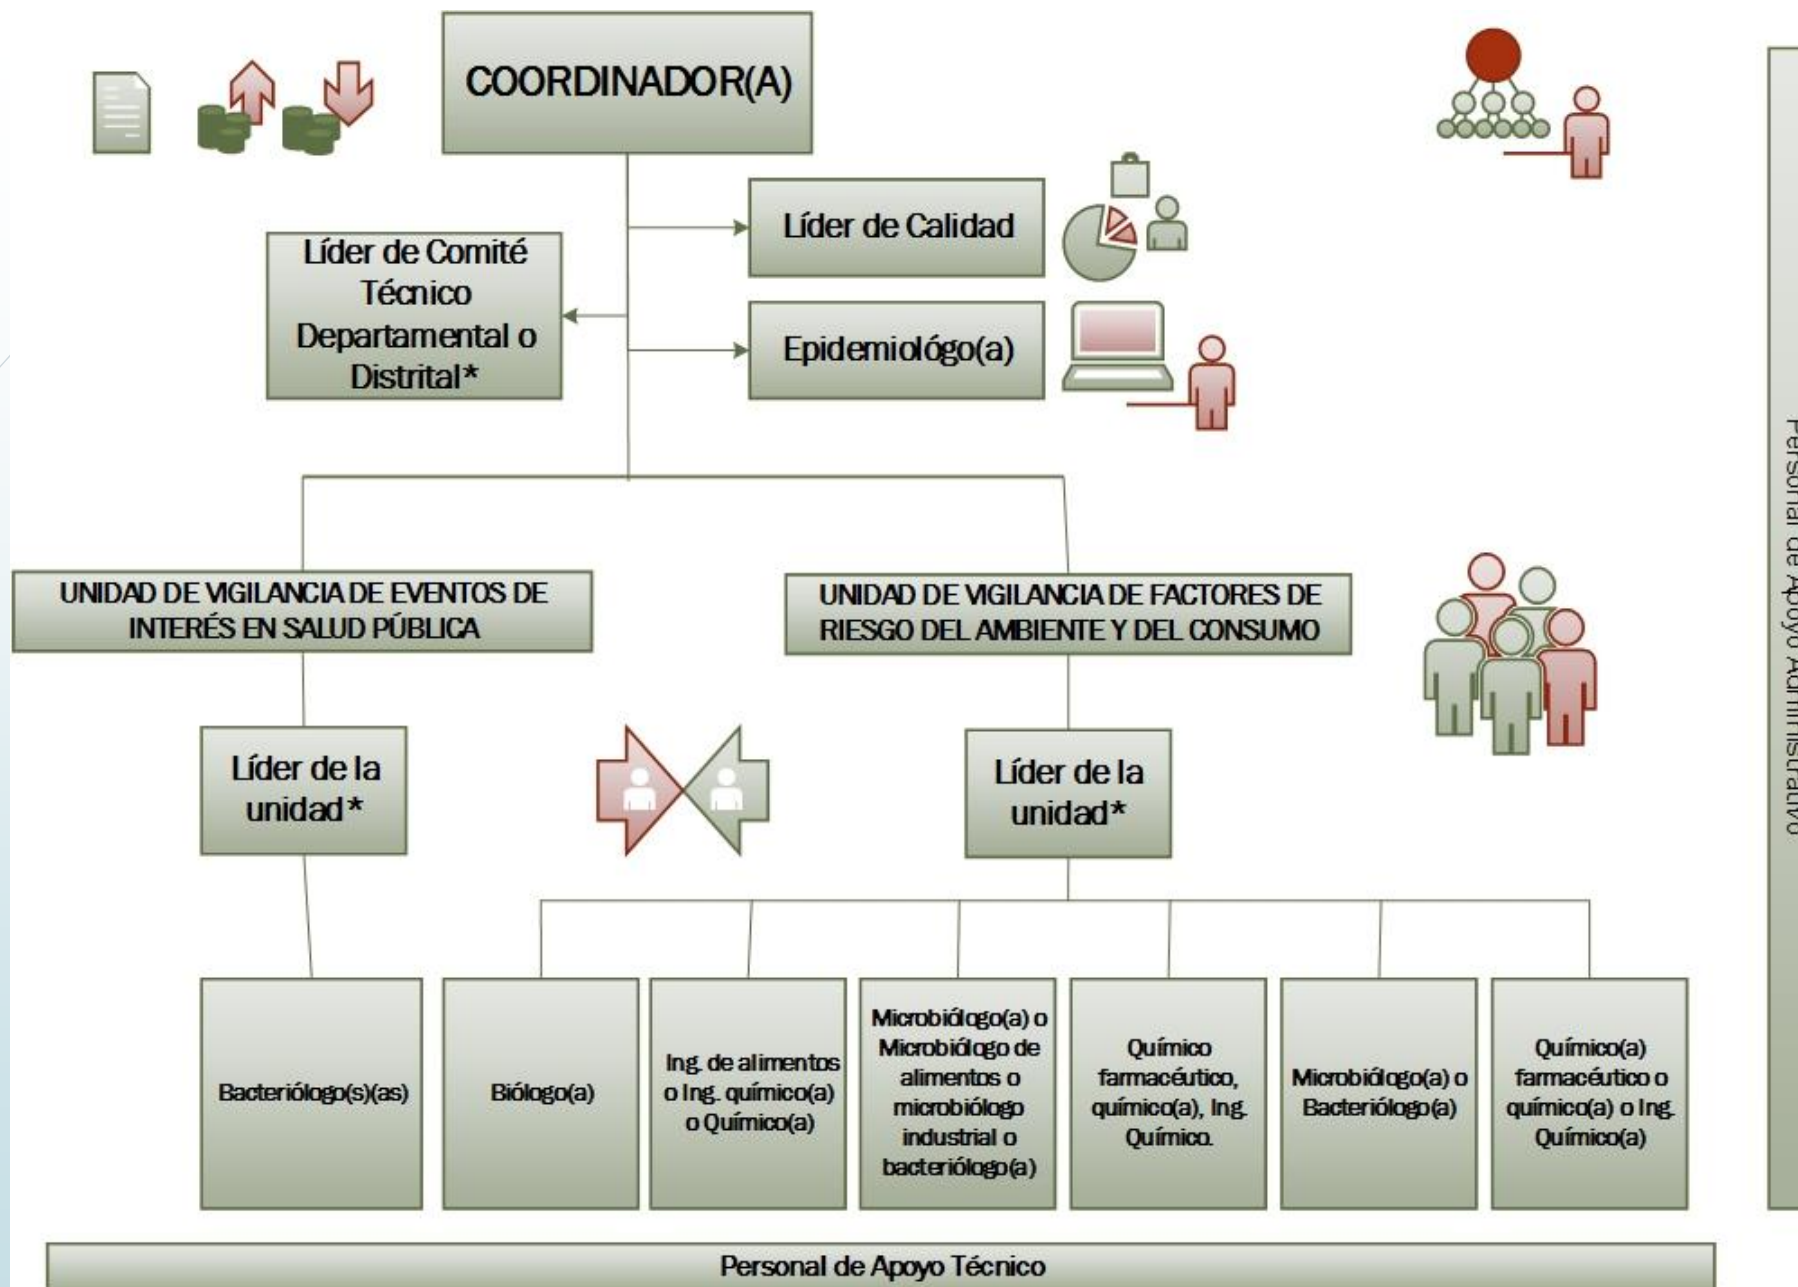 COORDINADOR(A)
Líder de Calidad
Líder de Comité
Técnico
Departamental o
Distrital*
Epidemiológo(a)
UNIDAD DE VIGILANCIA DE EVENTOS DE
INTERÉS EN SALUD PÚBLICA
UNIDAD DE VIGILANCIA DE FACTORES DE
RIESGO DEL AMBIENTE Y DEL CONSUMO
Líder de la
unidad*
Líder de la
unidad*
Bacteriólogo(s)(as)
Biólogo(a)
Ing. de alimentos
o Ing. químico(a)
o Químico(a)
Microbiólogo(a) o
Microbiólogo de
alimentos o
microbiólogo
industrial o
bacteriólogo(a)
Químico
farmacéutico,
químico(a), Ing.
Químico.
Microbiólogo(a) o
Bacteriólogo(a)
Químico(a)
farmacéutico o
químico(a) o Ing.
Químico(a)
Personal de Apoyo Técnico
Personal de Apoyo Administrativo